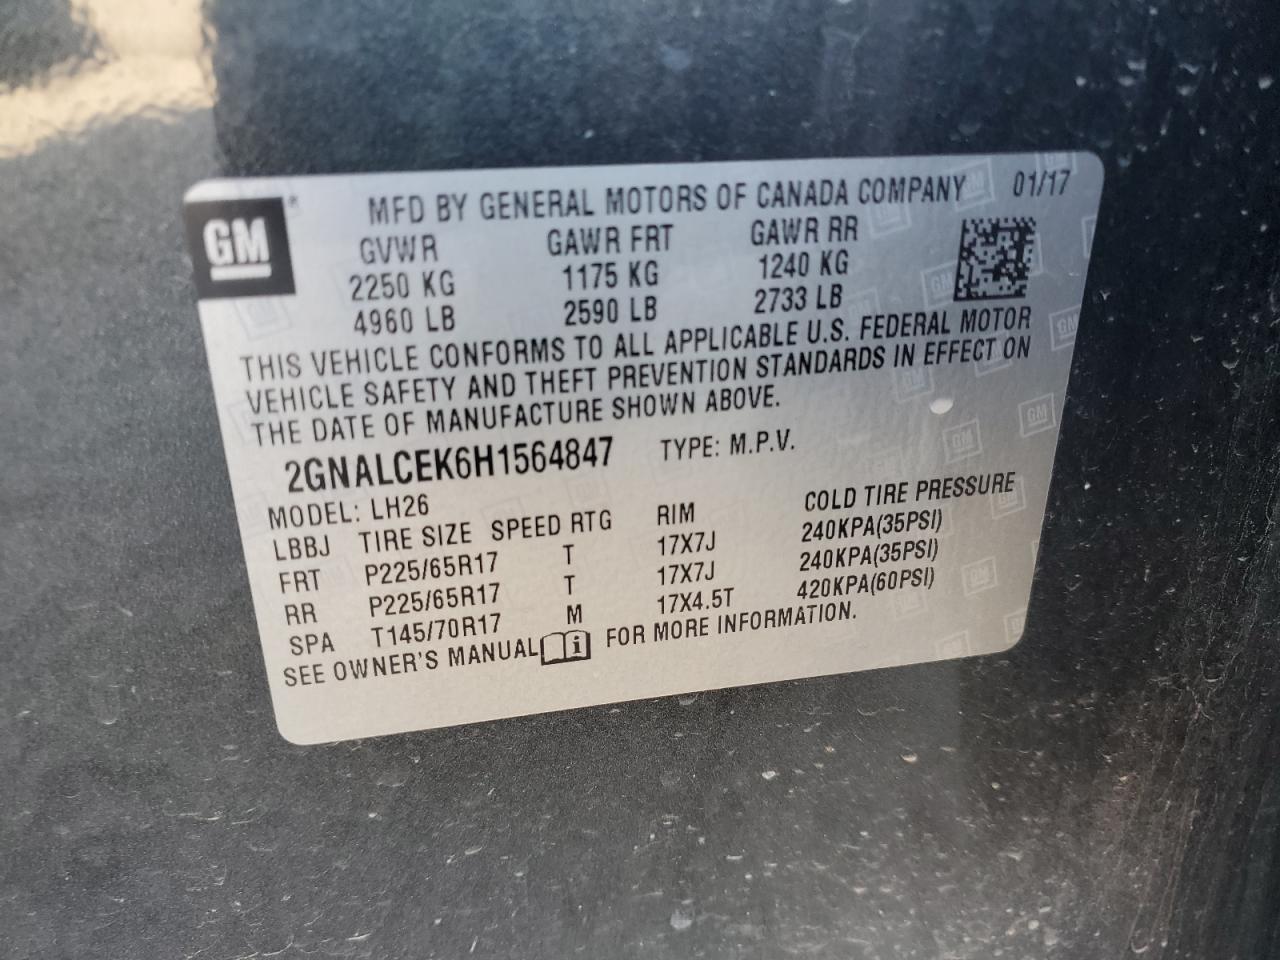 GM
MFD BY GENERAL MOTORS OF CANADA COMPANY 01/17
GVWR GAWR FRT GAWR RR
2250 KG 1175 KG 1240 KG
4960 LB 2590 LB 2733 LB
THIS VEHICLE CONFORMS TO ALL APPLICABLE U.S. FEDERAL MOTOR
VEHICLE SAFETY AND THEFT PREVENTION STANDARDS IN EFFECT ON
THE DATE OF MANUFACTURE SHOWN ABOVE.
2GNALCEK6H1564847 TYPE: M.P.V.
MODEL: LH26
LBBJ TIRE SIZE SPEED RTG RIM COLD TIRE PRESSURE
FRT P225/65R17 T 17X7J 240KPA(35PSI)
RR P225/65R17 T 17X7J 240KPA(35PSI)
SPA T145/70R17 M 17X4.5T 420KPA(60PSI)
SEE OWNER'S MANUAL i FOR MORE INFORMATION.